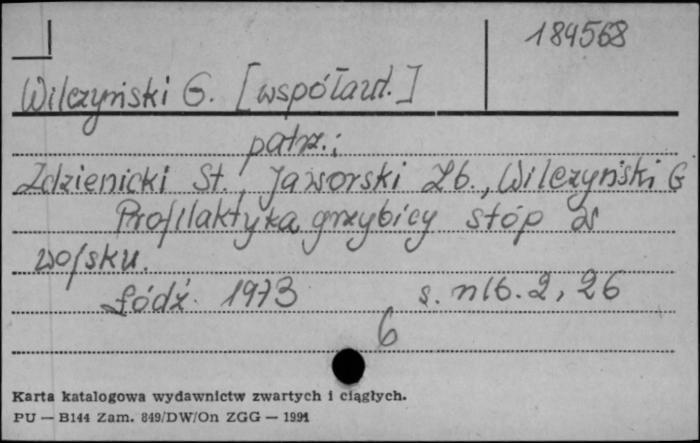 184568
Wilczyński G. [współaut.]
patrz:
Zdzienicki St., Jaworski Zb., Wilczyński G
Profilaktyka grzybicy stóp w
wojsku.
Łódź 1973 s. nlb. 2, 26
6
Karta katalogowa wydawnictw zwartych i ciągłych.
PU — B144 Zam. 849/DW/On ZGG — 1991